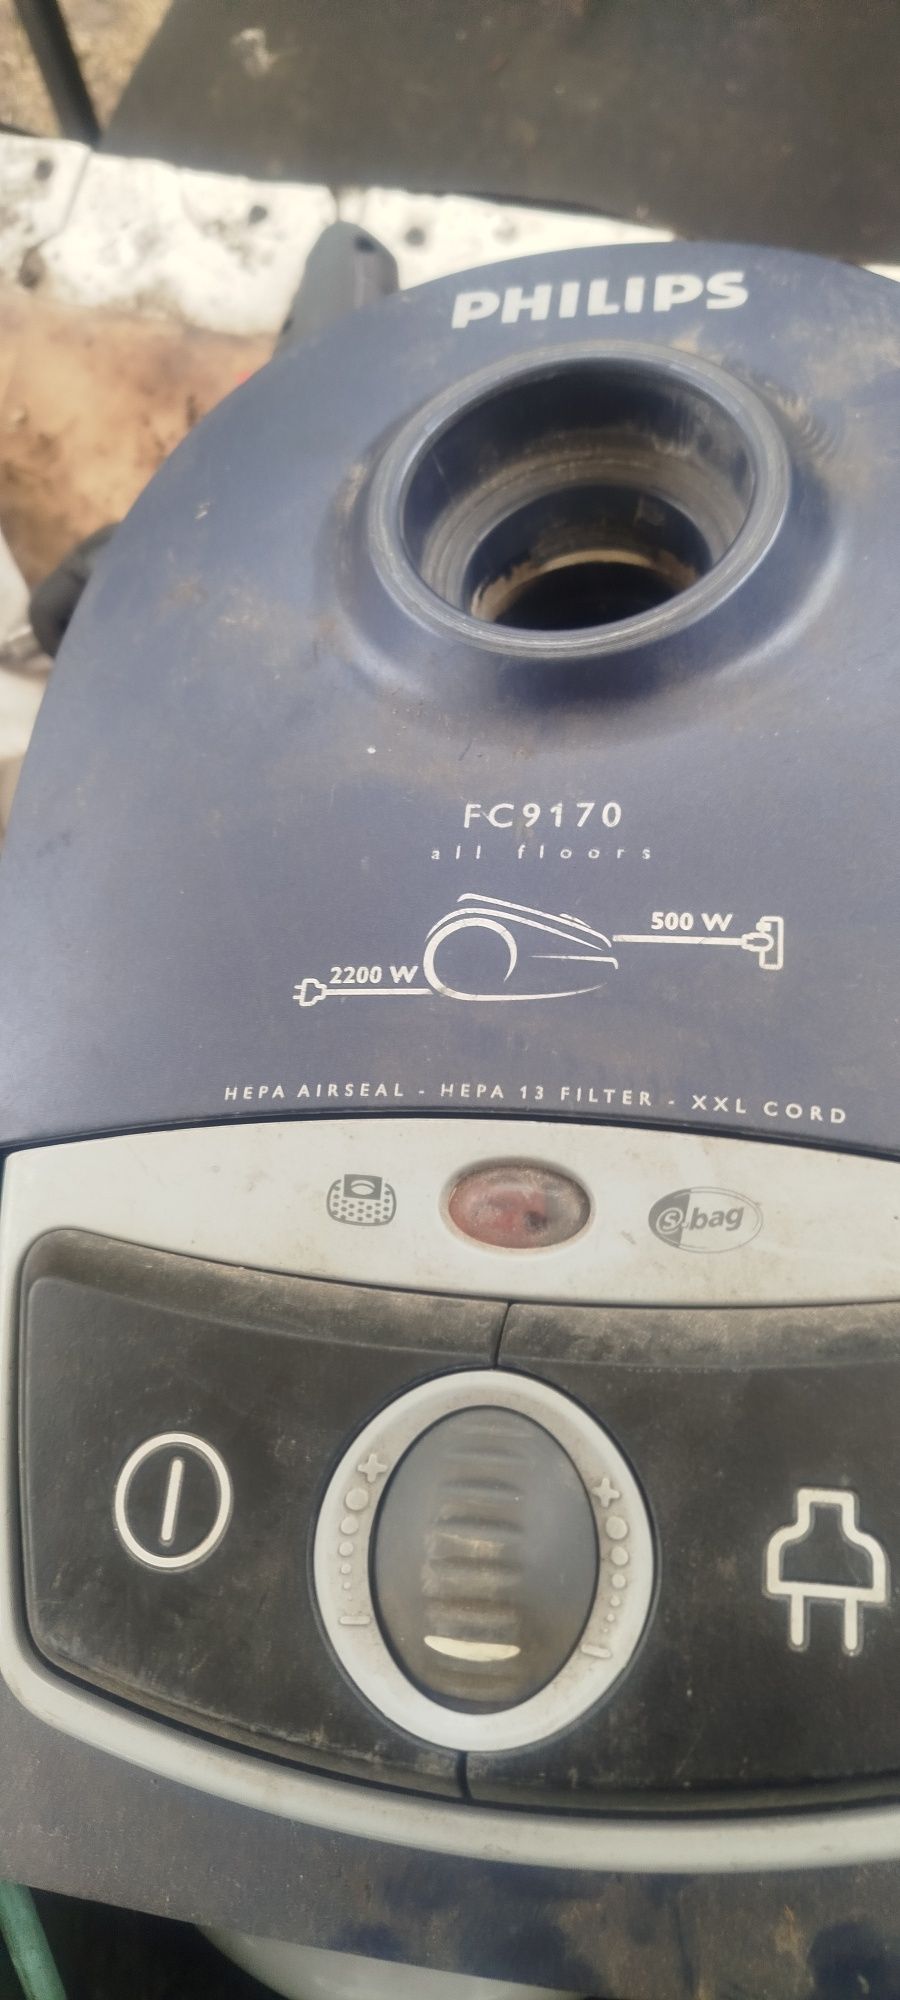 PHILIPS
FC9170
all floors
500 W
2200 W
HEPA AIRSEAL - HEPA 13 FILTER - XXL CORD
s-bag